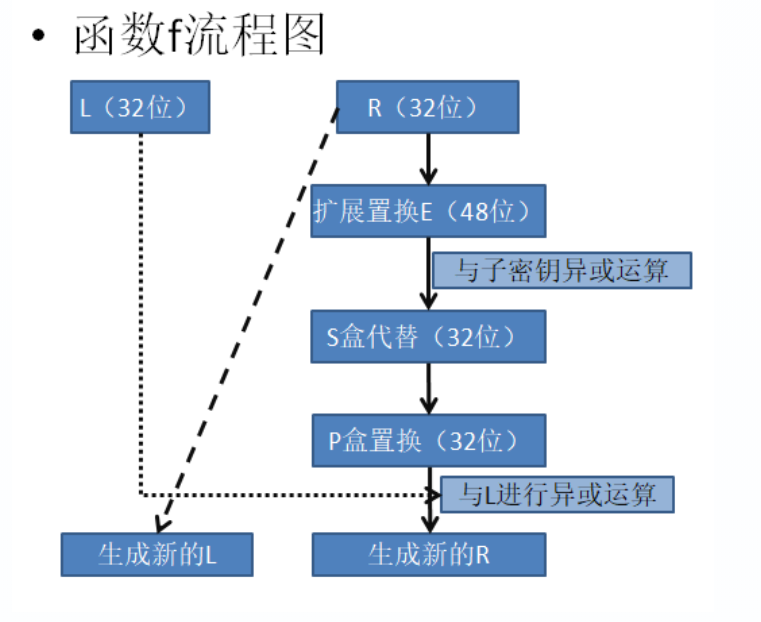 • 函数f流程图
L（32位）
R（32位）
扩展置换E（48位）
与子密钥异或运算
S盒代替（32位）
P盒置换（32位）
与L进行异或运算
生成新的L
生成新的R